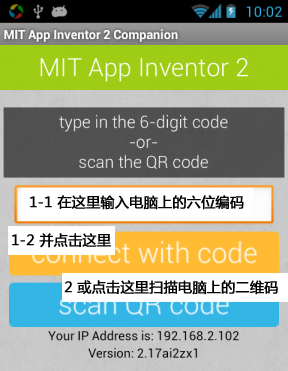 10:02
MIT App Inventor 2 Companion
MIT App Inventor 2
type in the 6-digit code
-or-
scan the QR code
1-1 在这里输入电脑上的六位编码
1-2 并点击这里
connect with code
2 或点击这里扫描电脑上的二维码
scan QR code
Your IP Address is: 192.168.2.102
Version: 2.17ai2zx1